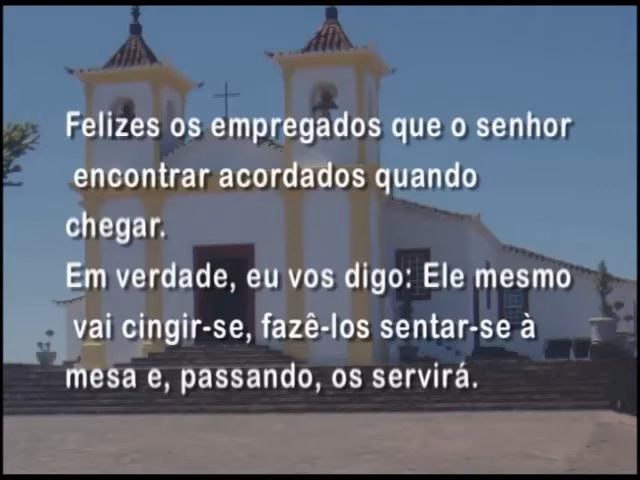 Felizes os empregados que o senhor
encontrar acordados quando
chegar.
Em verdade, eu vos digo: Ele mesmo
vai cingir-se, fazê-los sentar-se à
mesa e, passando, os servirá.